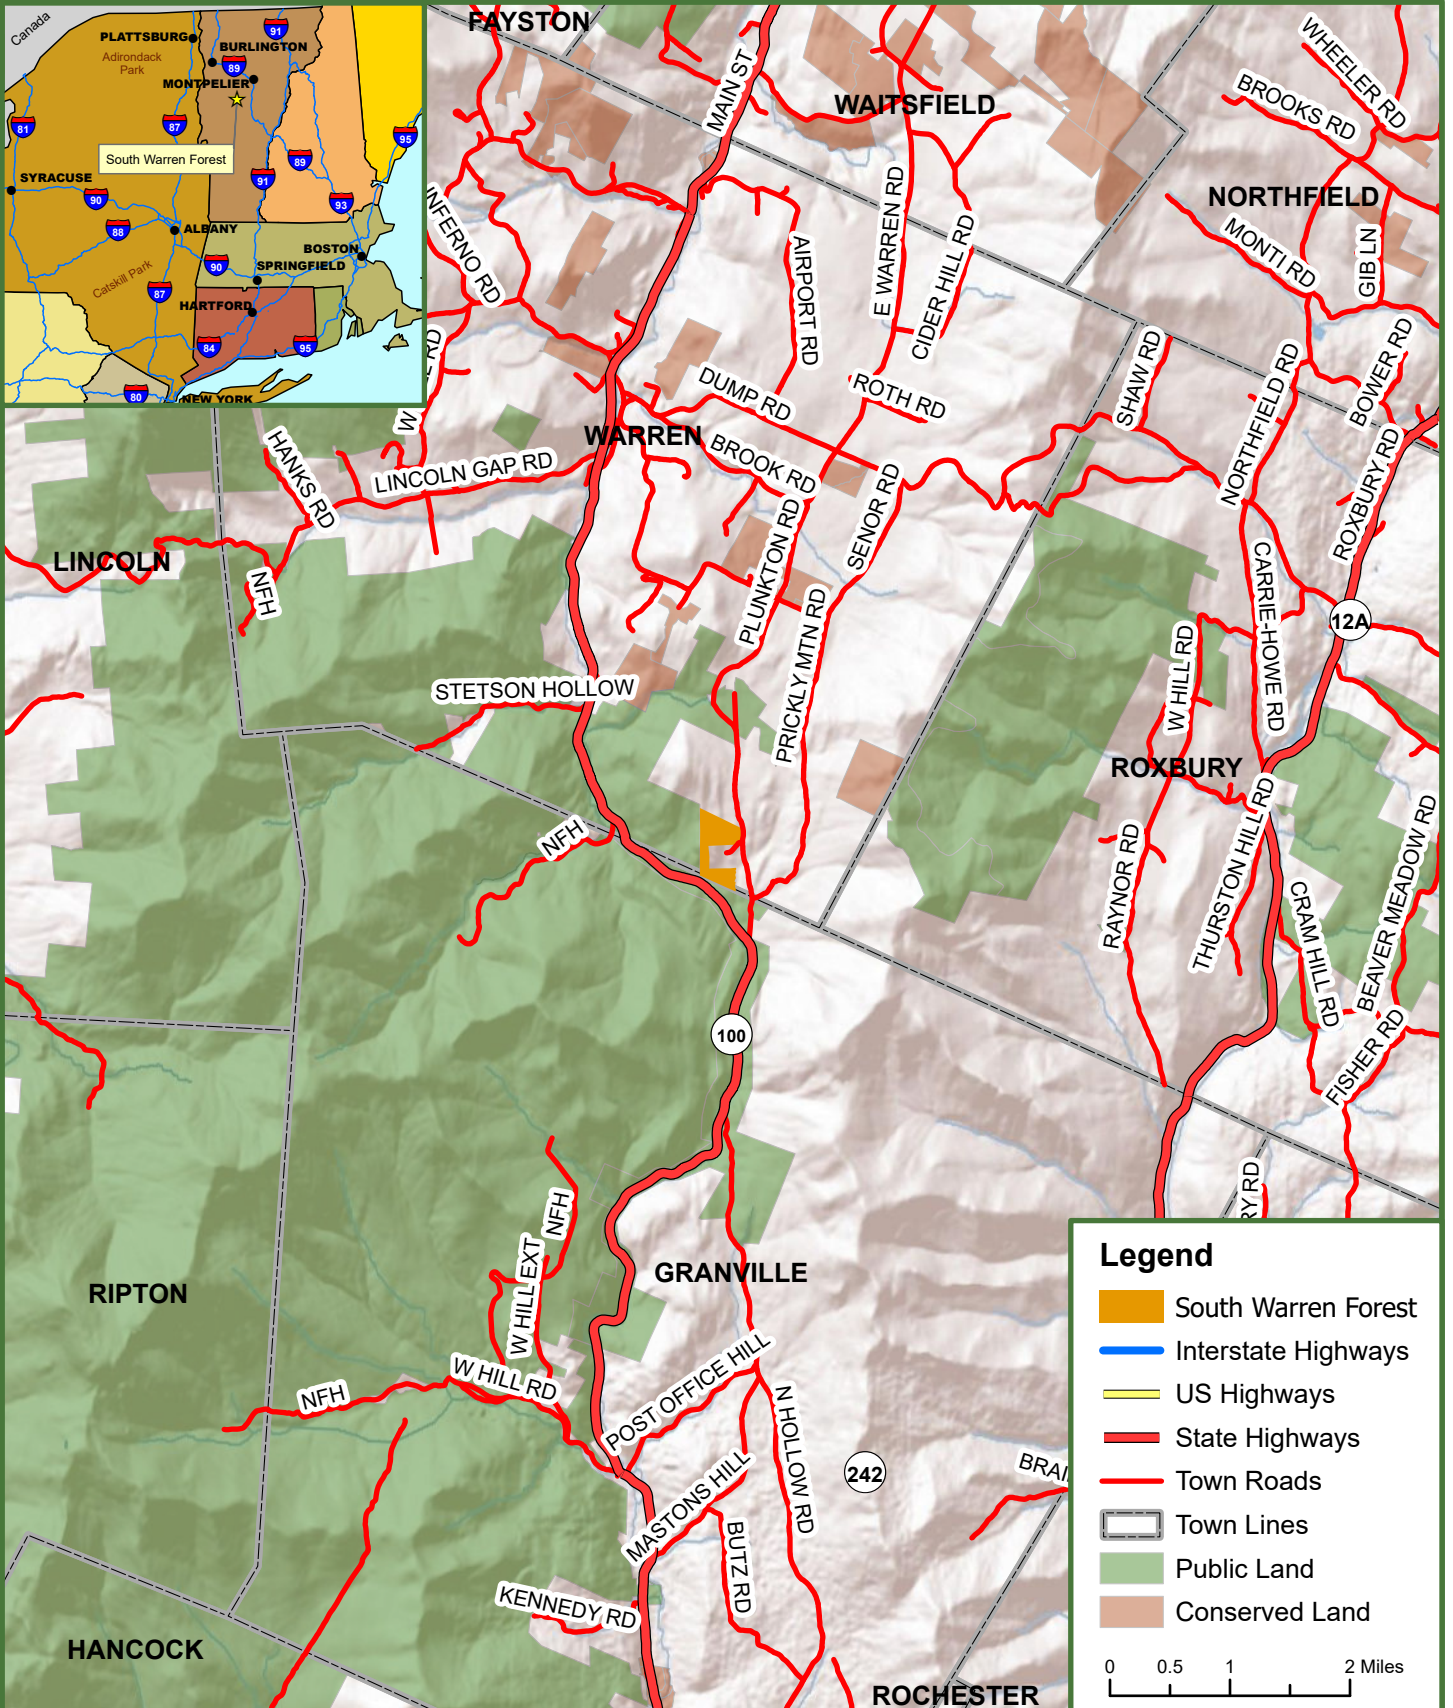 Canada
PLATTSBURG
Adirondack
Park
BURLINGTON
MONTPELIER
91
89
81
87
95
South Warren Forest
89
SYRACUSE
91
90
93
88
ALBANY
BOSTON
90
SPRINGFIELD
Catskill Park
87
HARTFORD
84
95
80
NEW YORK
FAYSTON
MAIN ST
WAITSFIELD
WHEELER RD
BROOKS RD
NORTHFIELD
INFERNO RD
AIRPORT RD
E WARREN RD
CIDER HILL RD
MONTI RD
GIB LN
DUMP RD
ROTH RD
SHAW RD
NORTHFIELD RD
BOWER RD
WARREN
BROOK RD
HANKS RD
LINCOLN GAP RD
ROXBURY RD
PLUNKTON RD
SENOR RD
LINCOLN
NFH
CARRIE-HOWE RD
12A
W HILL RD
PRICKLY MTN RD
STETSON HOLLOW
ROXBURY
NFH
RAYNOR RD
THURSTON HILL RD
CRAM HILL RD
BEAVER MEADOW RD
100
FISHER RD
NFH
W HILL EXT
GRANVILLE
RIPTON
W HILL RD
NFH
POST OFFICE HILL
N HOLLOW RD
MASTONS HILL
242
BUTZ RD
KENNEDY RD
HANCOCK
ROCHESTER
Legend
South Warren Forest
Interstate Highways
US Highways
State Highways
Town Roads
Town Lines
Public Land
Conserved Land
0 0.5 1 2 Miles